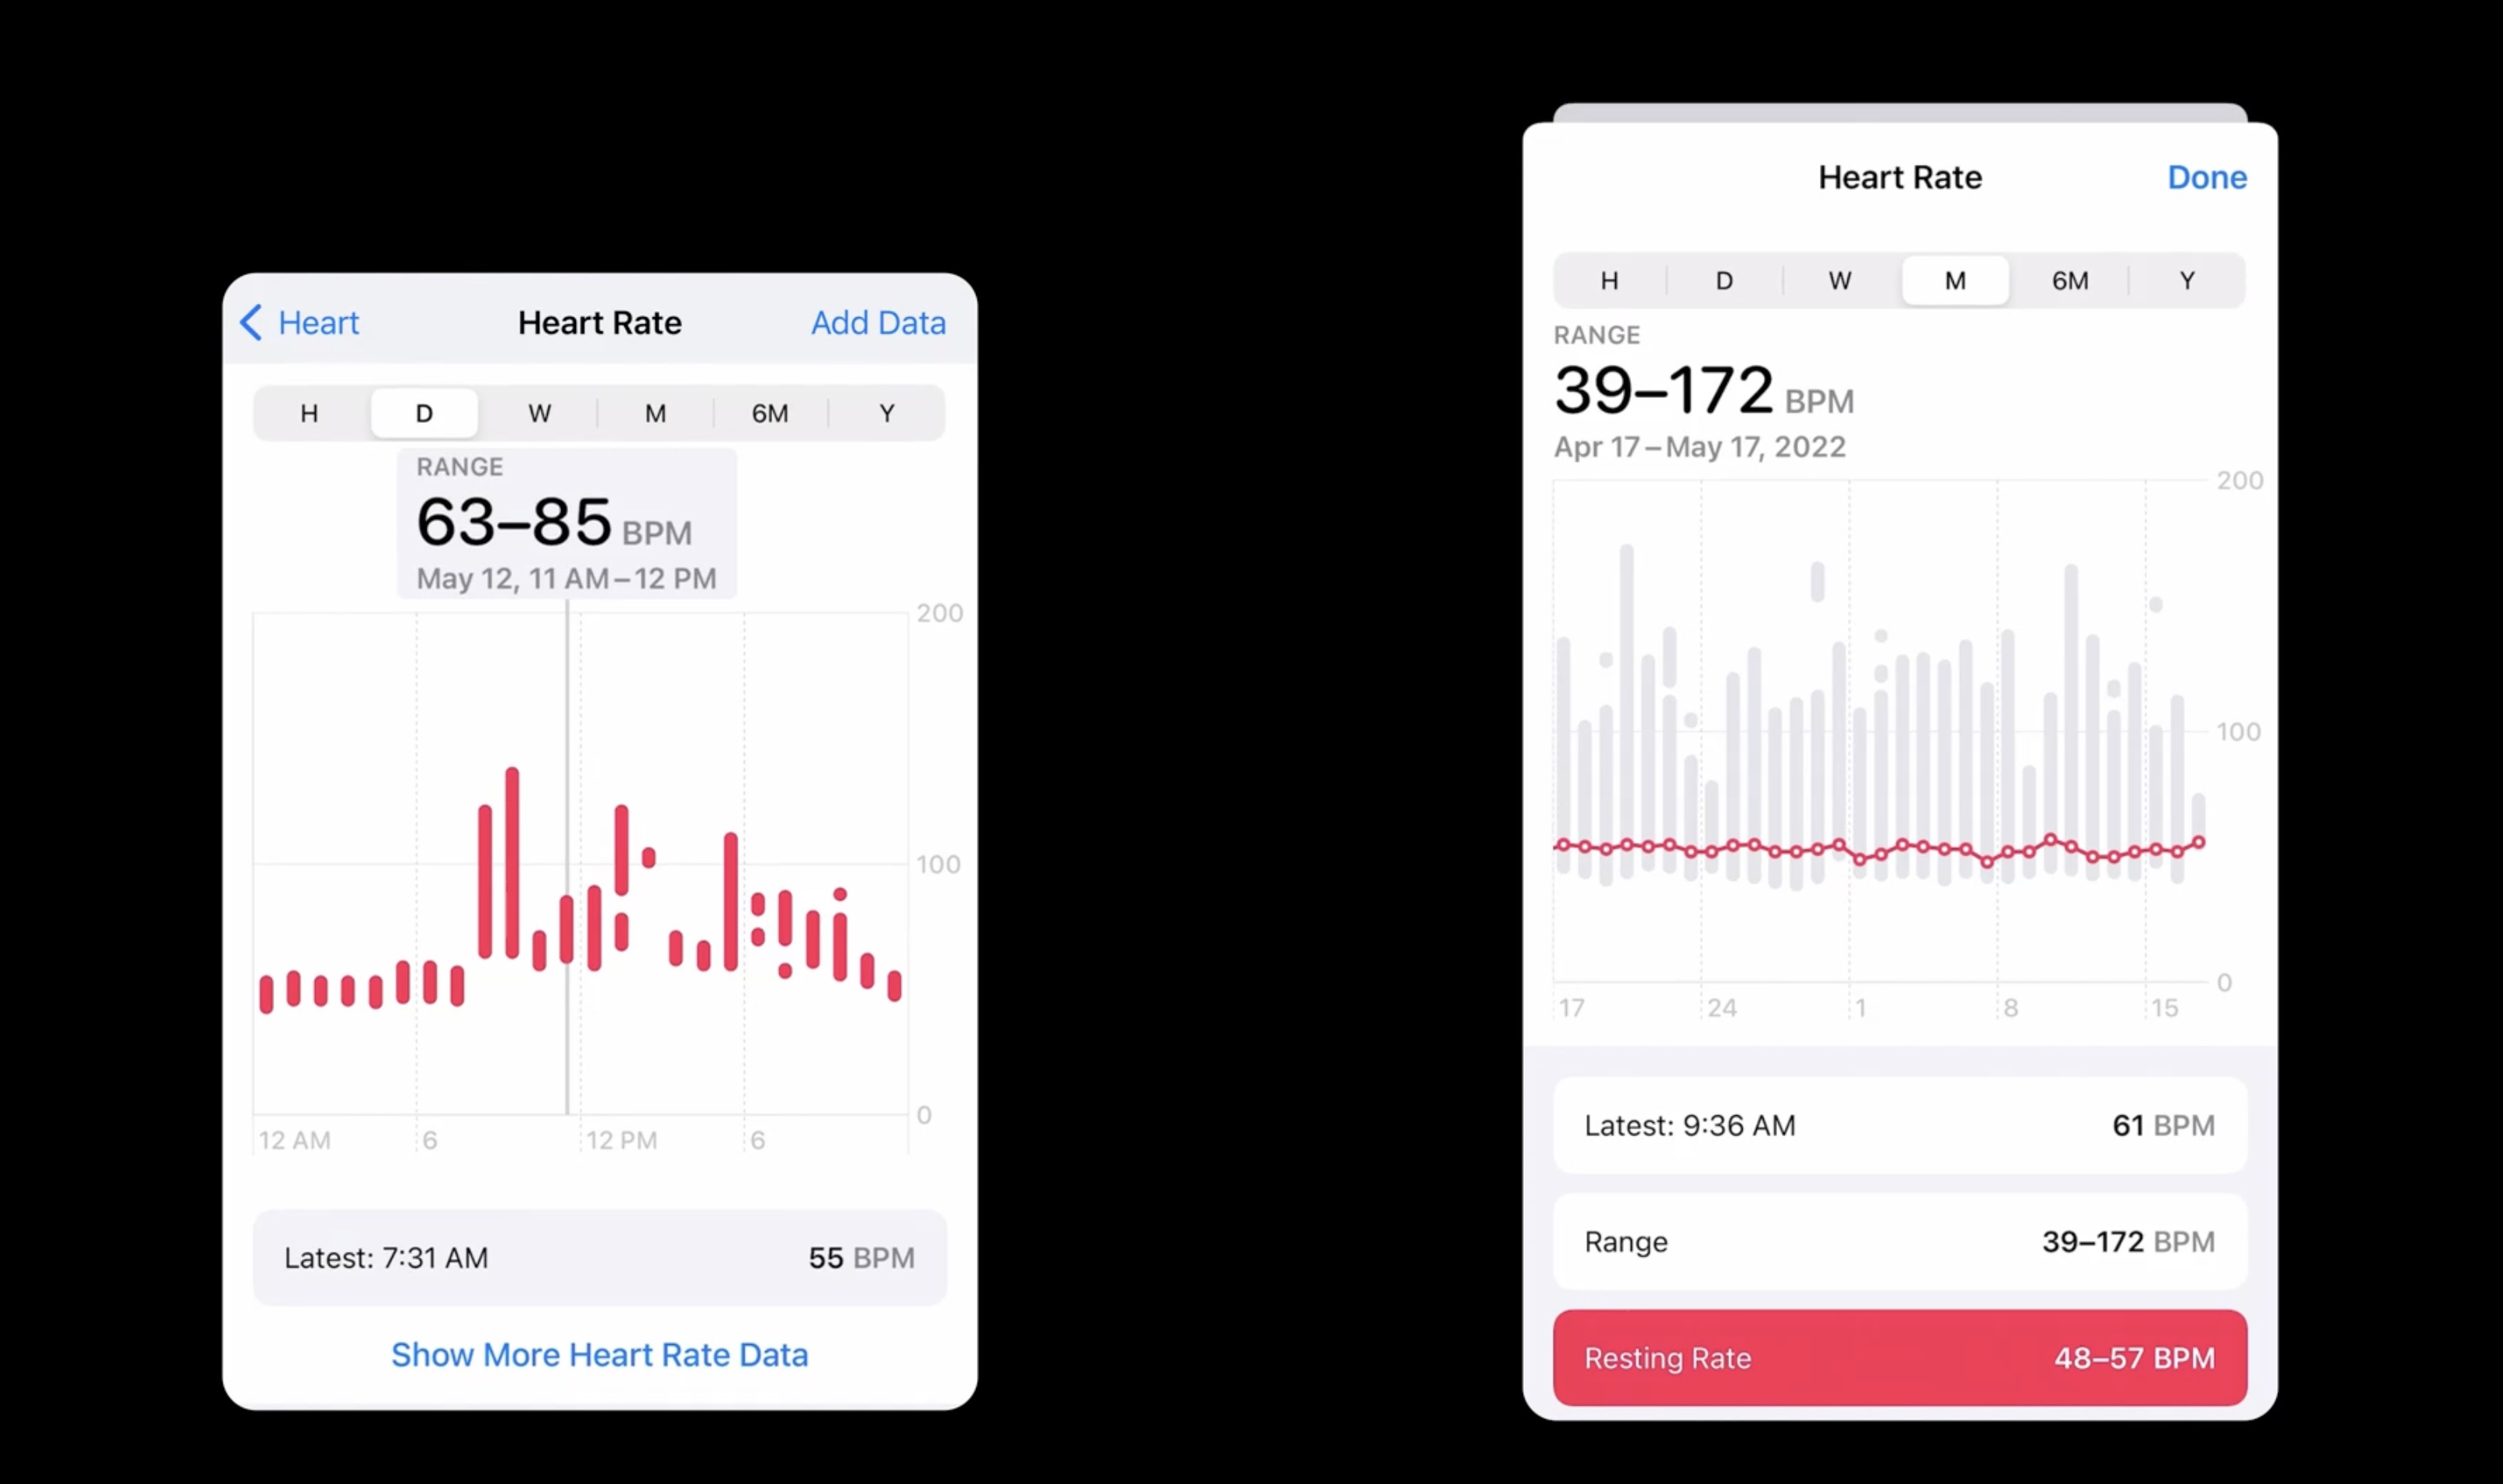 Heart Heart Rate Add Data
H D W M 6M Y
RANGE
63–85 BPM
May 12, 11 AM–12 PM
200
100
0
12 AM 6 12 PM 6
Latest: 7:31 AM 55 BPM
Show More Heart Rate Data
Heart Rate Done
H D W M 6M Y
RANGE
39–172 BPM
Apr 17–May 17, 2022
200
100
0
17 24 1 8 15
Latest: 9:36 AM 61 BPM
Range 39–172 BPM
Resting Rate 48–57 BPM